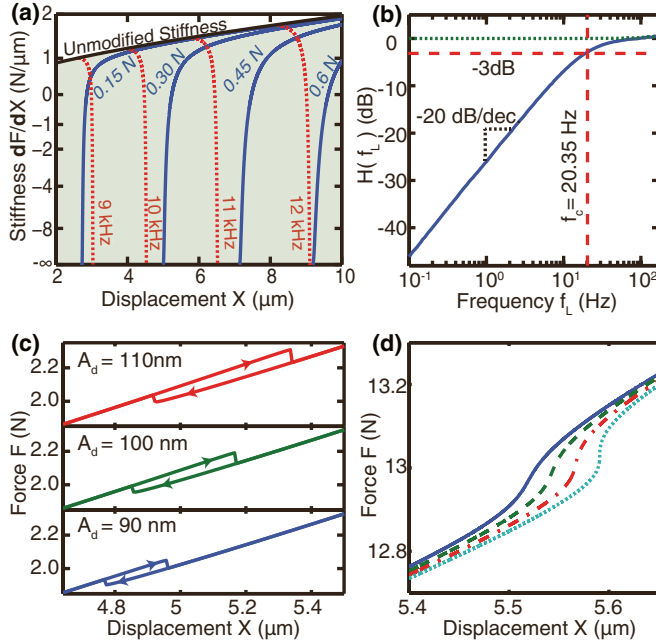 (a)
2
1
0
-1
-2
-4
-8
-∞
Stiffness dF/dX (N/μm)
Unmodified Stiffness
0.15 N
0.30 N
0.45 N
0.6 N
9 kHz
10 kHz
11 kHz
12 kHz
2 4 6 8 10
Displacement X (μm)
(b)
0
-10
-20
-30
-40
H(f_L) (dB)
-3dB
-20 dB/dec
f_c = 20.35 Hz
10^-1 10^0 10^1 10^2
Frequency f_L (Hz)
(c)
A_d = 110nm
2.2
2.0
A_d = 100 nm
2.2
2.0
A_d = 90 nm
2.2
2.0
Force F (N)
4.8 5 5.2 5.4
Displacement X (μm)
(d)
13.2
13
12.8
Force F (N)
5.4 5.5 5.6
Displacement X (μm)